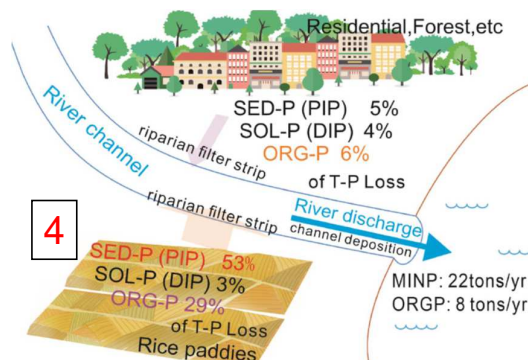 Residential,Forest,etc
SED-P (PIP) 5%
SOL-P (DIP) 4%
ORG-P 6%
of T-P Loss
River channel
riparian filter strip
riparian filter strip
River discharge
channel deposition
4
SED-P (PIP) 53%
SOL-P (DIP) 3%
ORG-P 29%
of T-P Loss
Rice paddies
MINP: 22tons/yr
ORGP: 8 tons/yr